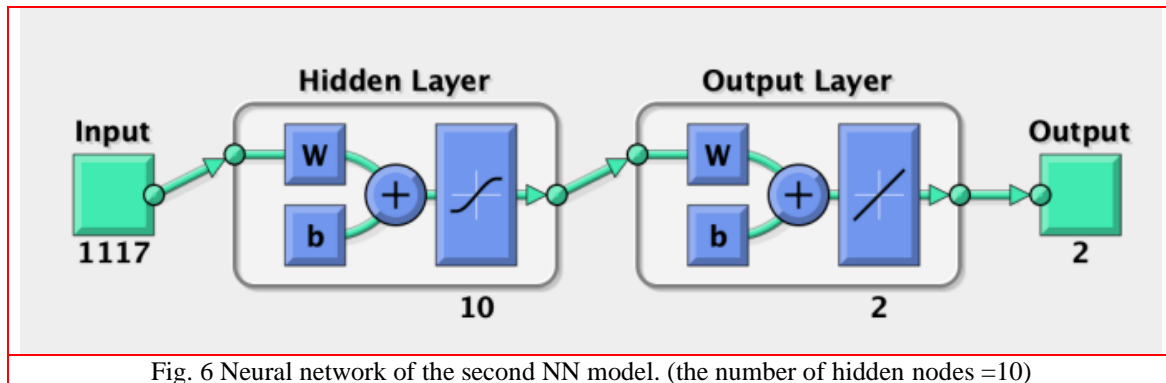 Hidden Layer
Output Layer
Input
Output
W
b
+
W
b
+
1117
10
2
2
Fig. 6 Neural network of the second NN model. (the number of hidden nodes =10)